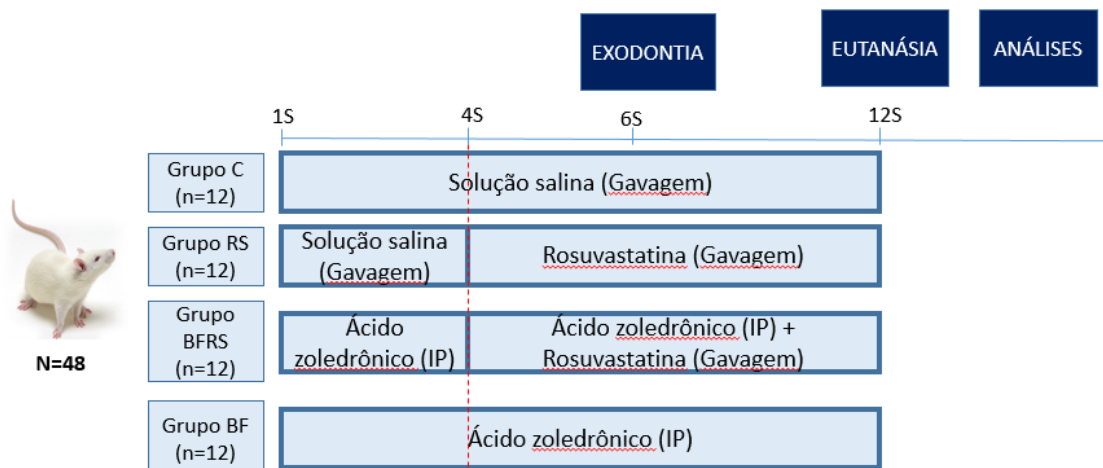 EXODONTIA
EUTANÁSIA
ANÁLISES
1S
4S
6S
12S
Grupo C
(n=12)
Solução salina (Gavagem)
Grupo RS
(n=12)
Solução salina
(Gavagem)
Rosuvastatina (Gavagem)
Grupo
BFRS
(n=12)
Ácido
zoledrônico (IP)
Ácido zoledrônico (IP) +
Rosuvastatina (Gavagem)
N=48
Grupo BF
(n=12)
Ácido zoledrônico (IP)